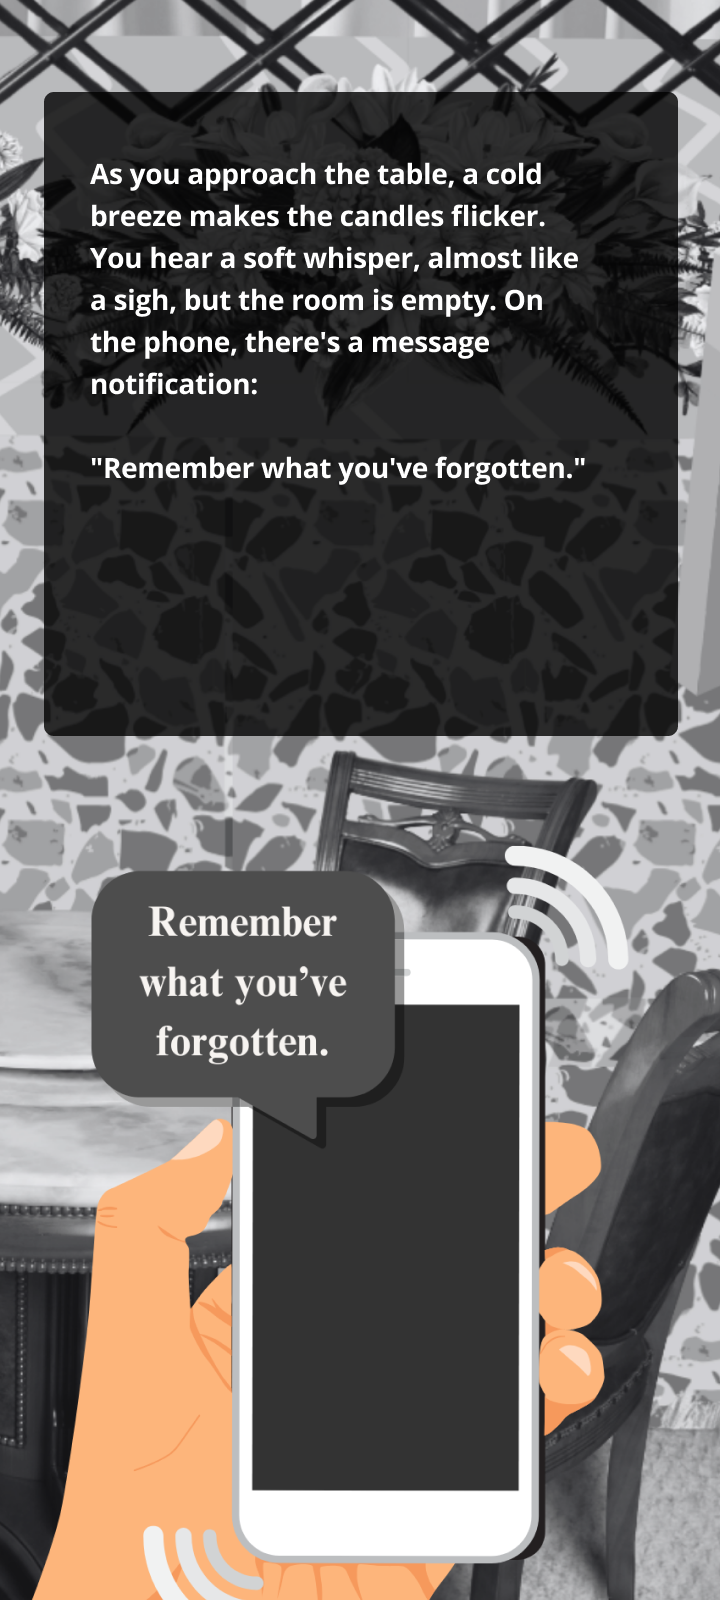 As you approach the table, a cold
breeze makes the candles flicker.
You hear a soft whisper, almost like
a sigh, but the room is empty. On
the phone, there's a message
notification:
"Remember what you've forgotten."
Remember
what you’ve
forgotten.